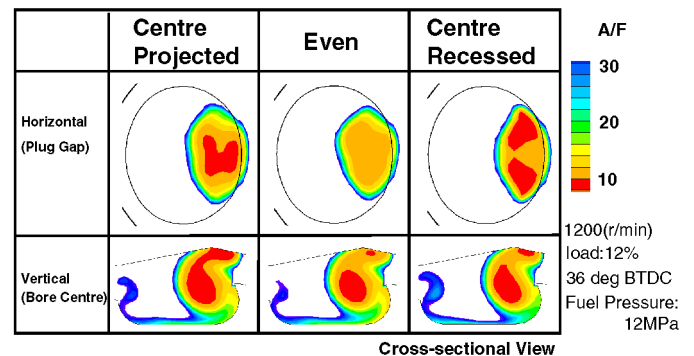 Centre
Projected
Even
Centre
Recessed
A/F
30
20
10
Horizontal
(Plug Gap)
Vertical
(Bore Centre)
1200(r/min)
load:12%
36 deg BTDC
Fuel Pressure:
12MPa
Cross-sectional View